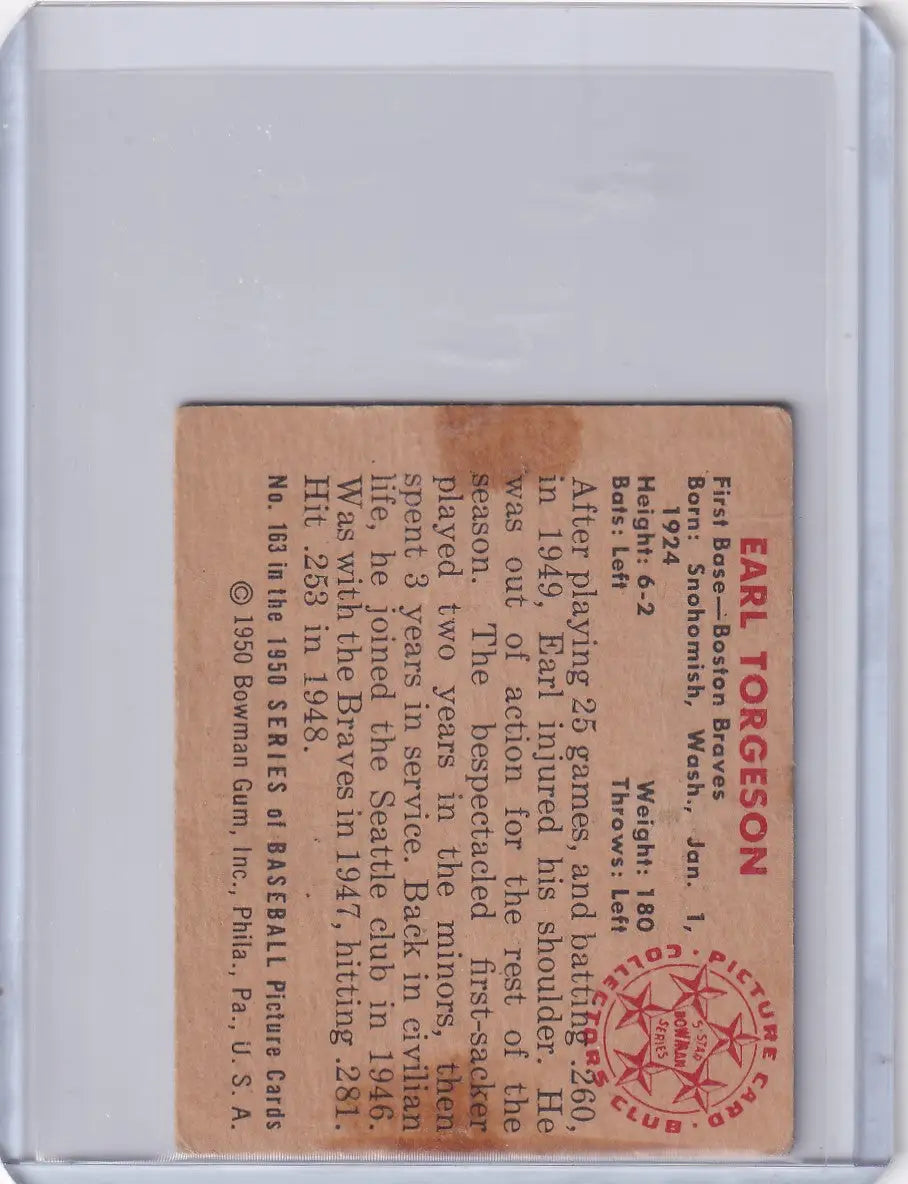 EARL TORGESON
First Base—Boston Braves
Born: Snohomish, Wash., Jan. 1,
1924
Height: 6-2 Weight: 180
Bats: Left Throws: Left
After playing 25 games, and batting .260,
in 1949, Earl injured his shoulder. He
was out of action for the rest of the
season. The bespectacled first-sacker
played two years in the minors, then
spent 3 years in service. Back in civilian
life, he joined the Seattle club in 1946.
Was with the Braves in 1947, hitting .281.
Hit .253 in 1948.
No. 163 in the 1950 SERIES of BASEBALL Picture Cards
© 1950 Bowman Gum, Inc., Phila., Pa., U. S. A.
PICTURE CARD · COLLECTORS CLUB ·
5-STAR
BOWMAN
SERIES